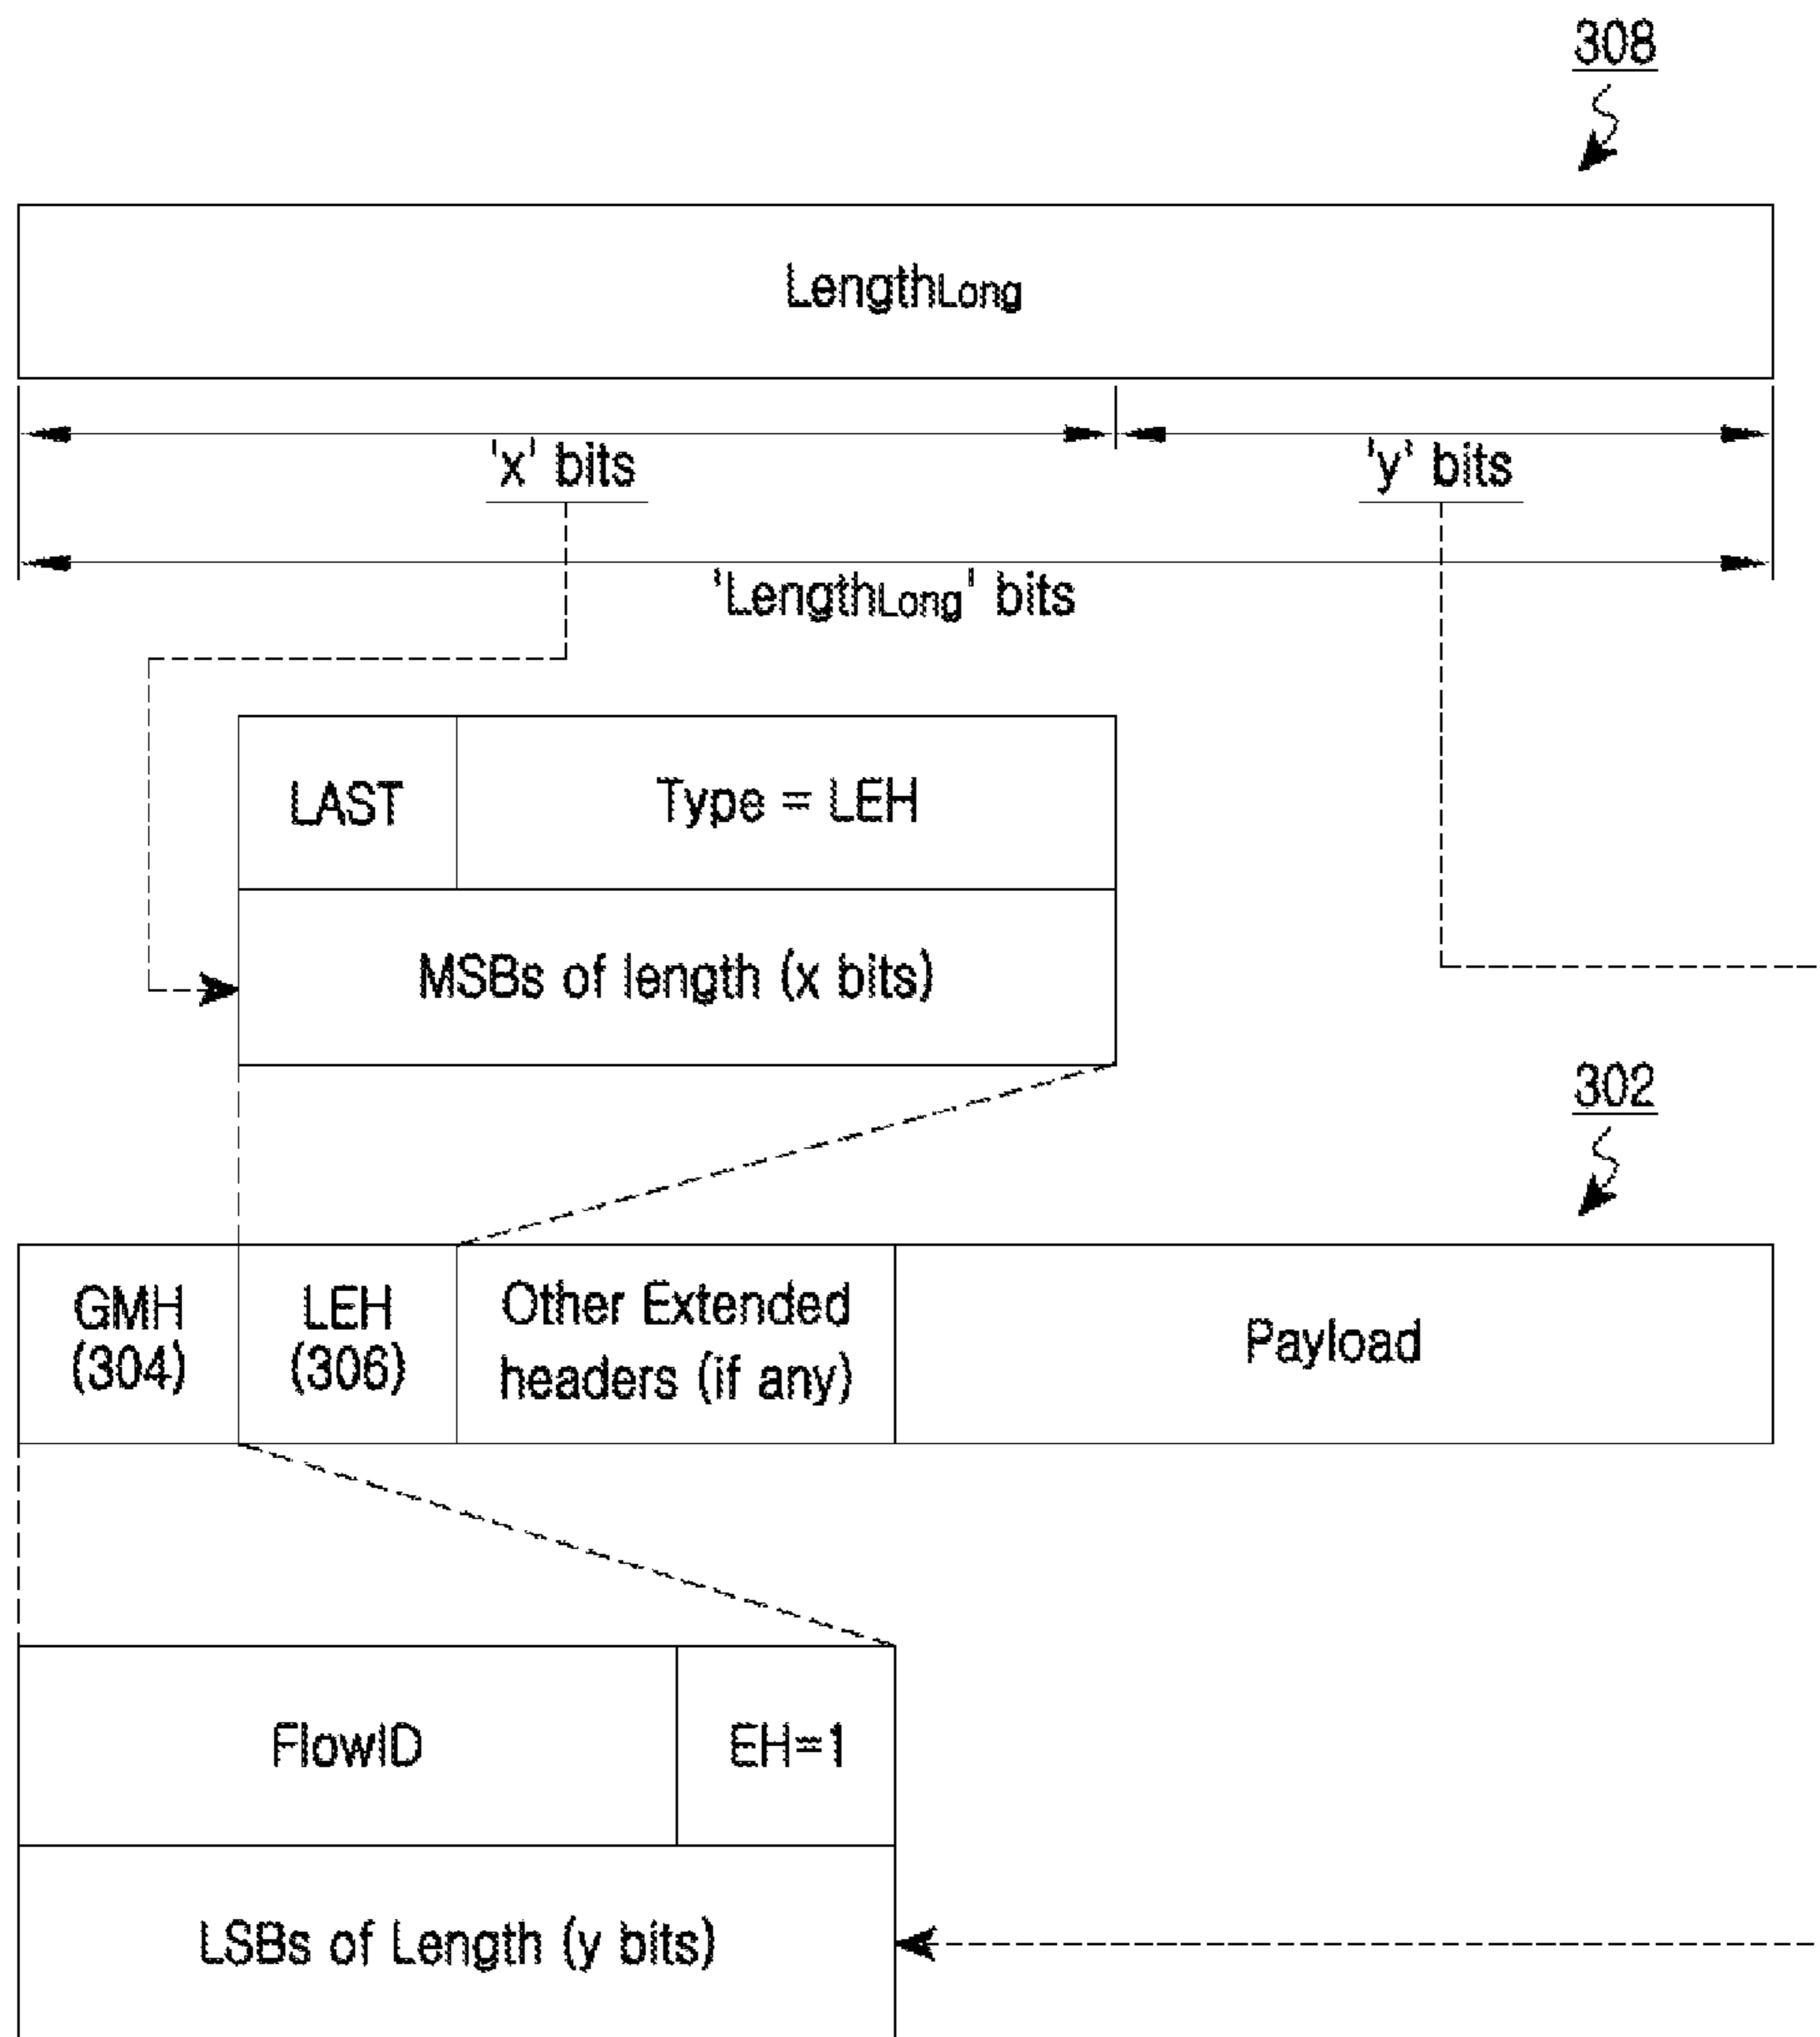 308
LengthLong
'x' bits
'y' bits
'LengthLong' bits
LAST
Type = LEH
MSBs of length (x bits)
302
GMH
(304)
LEH
(306)
Other Extended
headers (if any)
Payload
FlowID
EH=1
LSBs of Length (y bits)